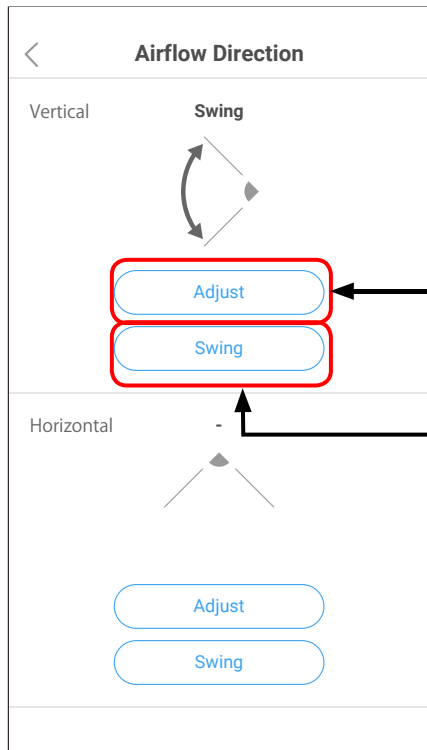 Airflow Direction
Vertical
Swing
Adjust
Swing
Horizontal
-
Adjust
Swing